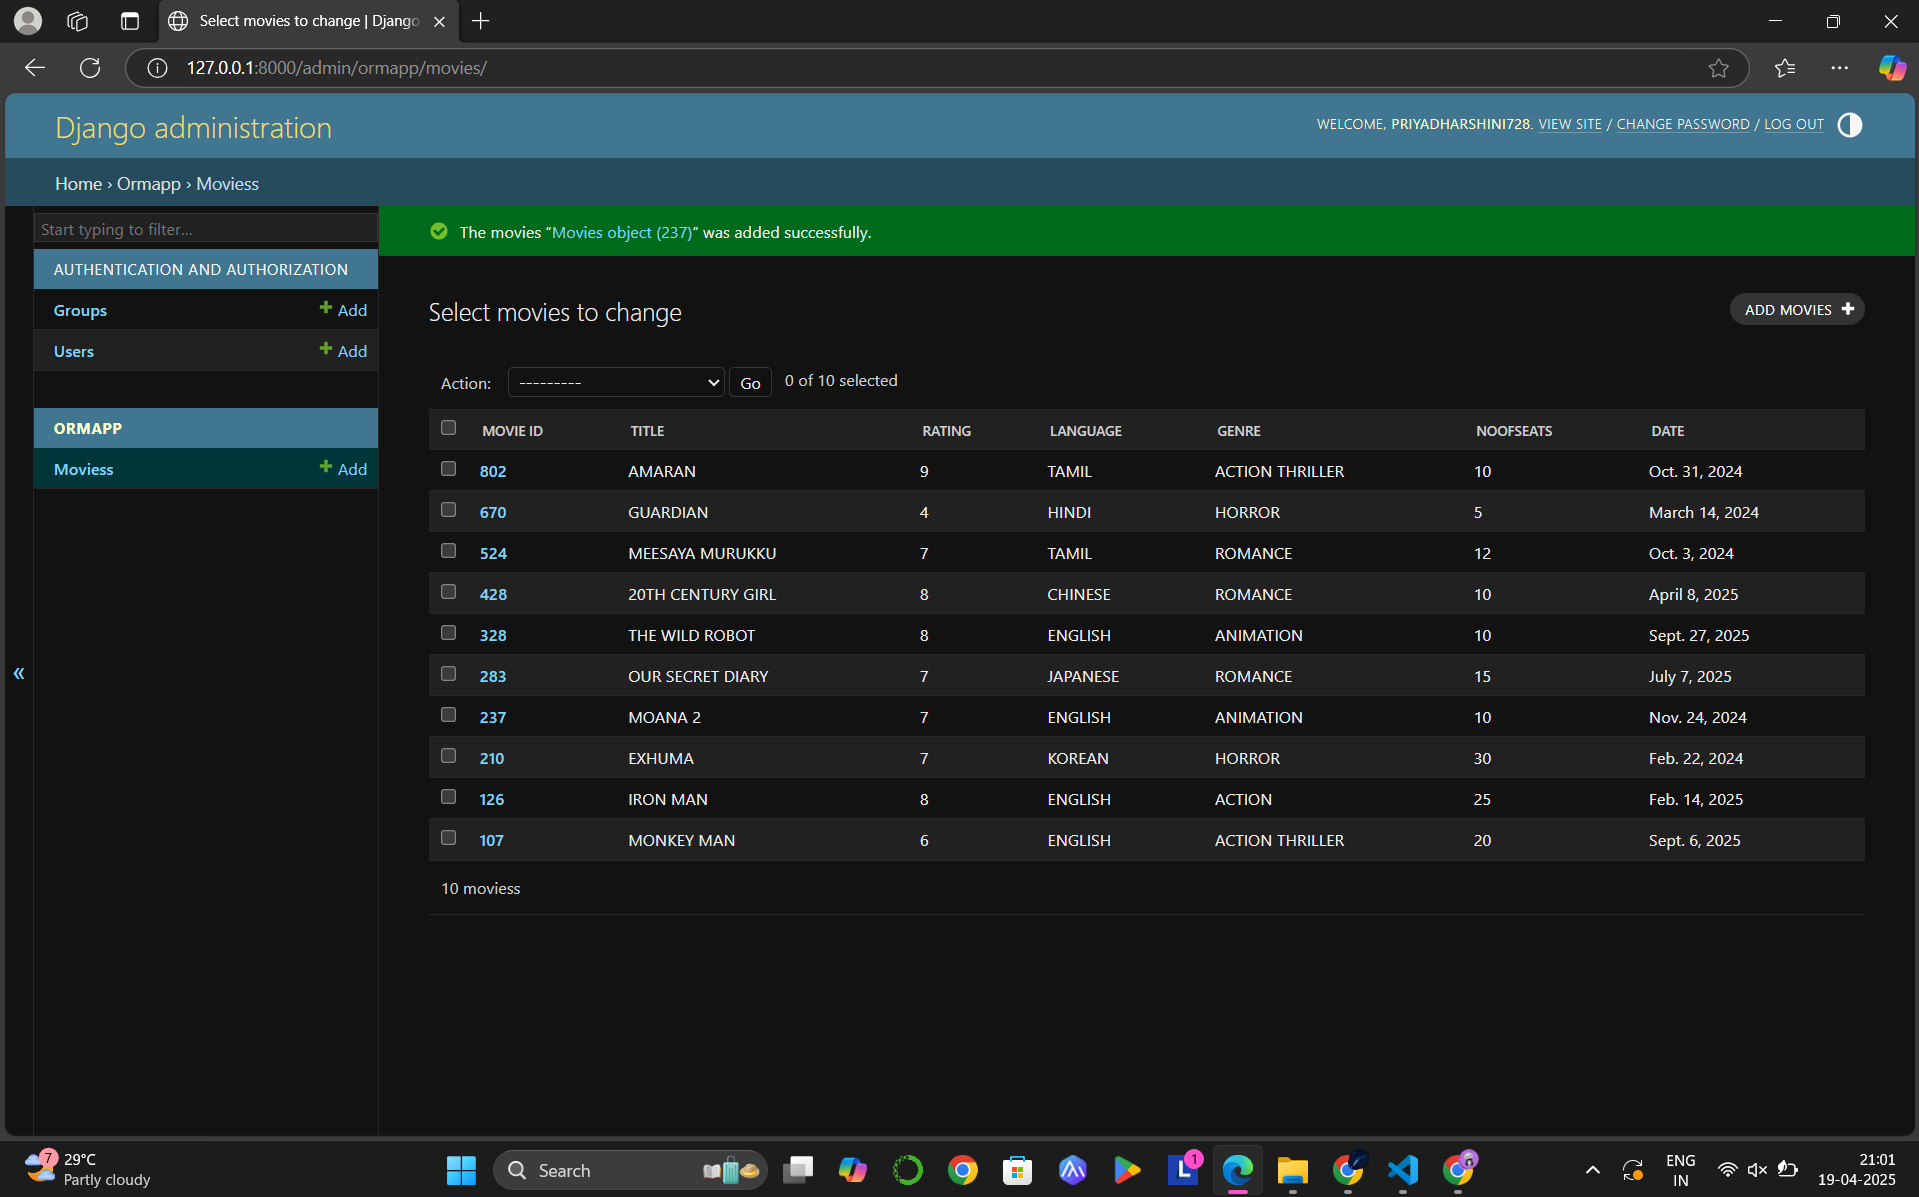 Select movies to change | Django
127.0.0.1:8000/admin/ormapp/movies/
Django administration
WELCOME, PRIYADHARSHINI728. VIEW SITE / CHANGE PASSWORD / LOG OUT
Home › Ormapp › Moviess
Start typing to filter...
AUTHENTICATION AND AUTHORIZATION
Groups Add
Users Add
ORMAPP
Moviess Add
«
The movies “Movies object (237)” was added successfully.
Select movies to change
ADD MOVIES
Action: --------- Go 0 of 10 selected
MOVIE ID TITLE RATING LANGUAGE GENRE NOOFSEATS DATE
802 AMARAN 9 TAMIL ACTION THRILLER 10 Oct. 31, 2024
670 GUARDIAN 4 HINDI HORROR 5 March 14, 2024
524 MEESAYA MURUKKU 7 TAMIL ROMANCE 12 Oct. 3, 2024
428 20TH CENTURY GIRL 8 CHINESE ROMANCE 10 April 8, 2025
328 THE WILD ROBOT 8 ENGLISH ANIMATION 10 Sept. 27, 2025
283 OUR SECRET DIARY 7 JAPANESE ROMANCE 15 July 7, 2025
237 MOANA 2 7 ENGLISH ANIMATION 10 Nov. 24, 2024
210 EXHUMA 7 KOREAN HORROR 30 Feb. 22, 2024
126 IRON MAN 8 ENGLISH ACTION 25 Feb. 14, 2025
107 MONKEY MAN 6 ENGLISH ACTION THRILLER 20 Sept. 6, 2025
10 moviess
7
29°C
Partly cloudy
Search
L 1
ENG
IN
21:01
19-04-2025